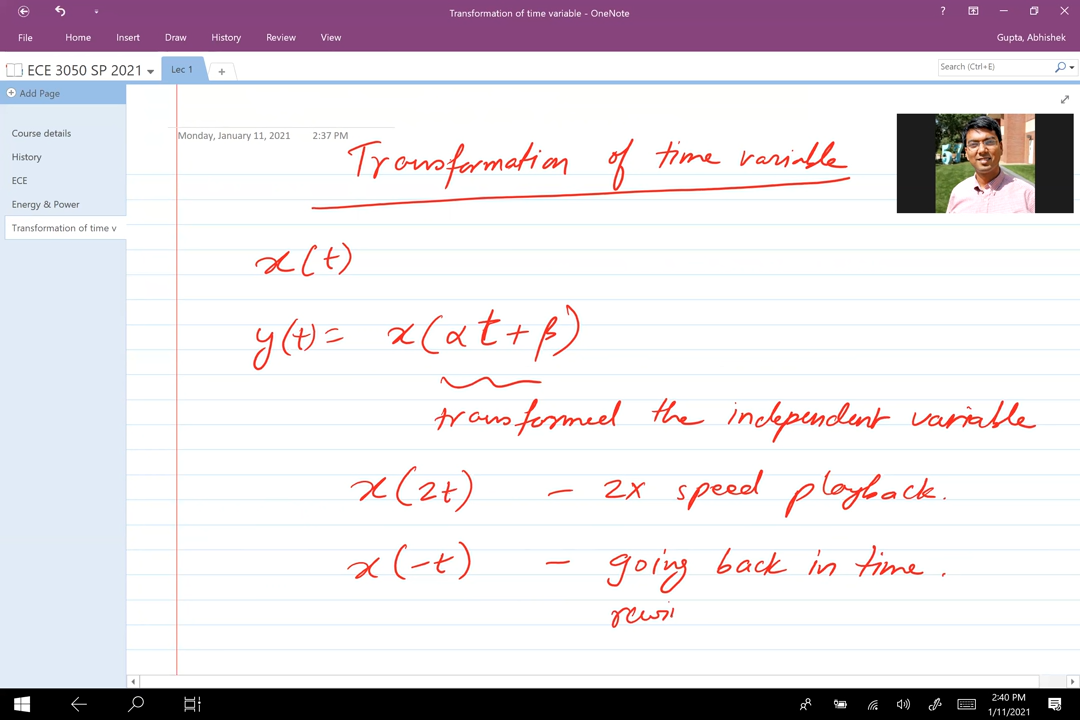 Transformation of time variable - OneNote
?
File Home Insert Draw History Review View
Gupta, Abhishek
ECE 3050 SP 2021
Lec 1
+
Search (Ctrl+E)
Add Page
Course details
History
ECE
Energy & Power
Transformation of time v
Monday, January 11, 2021 2:37 PM
Transformation of time variable
x(t)
y(t) = x(αt+β)
transformed the independent variable
x(2t) — 2x speed playback.
x(-t) — going back in time.
rewi
2:40 PM
1/11/2021